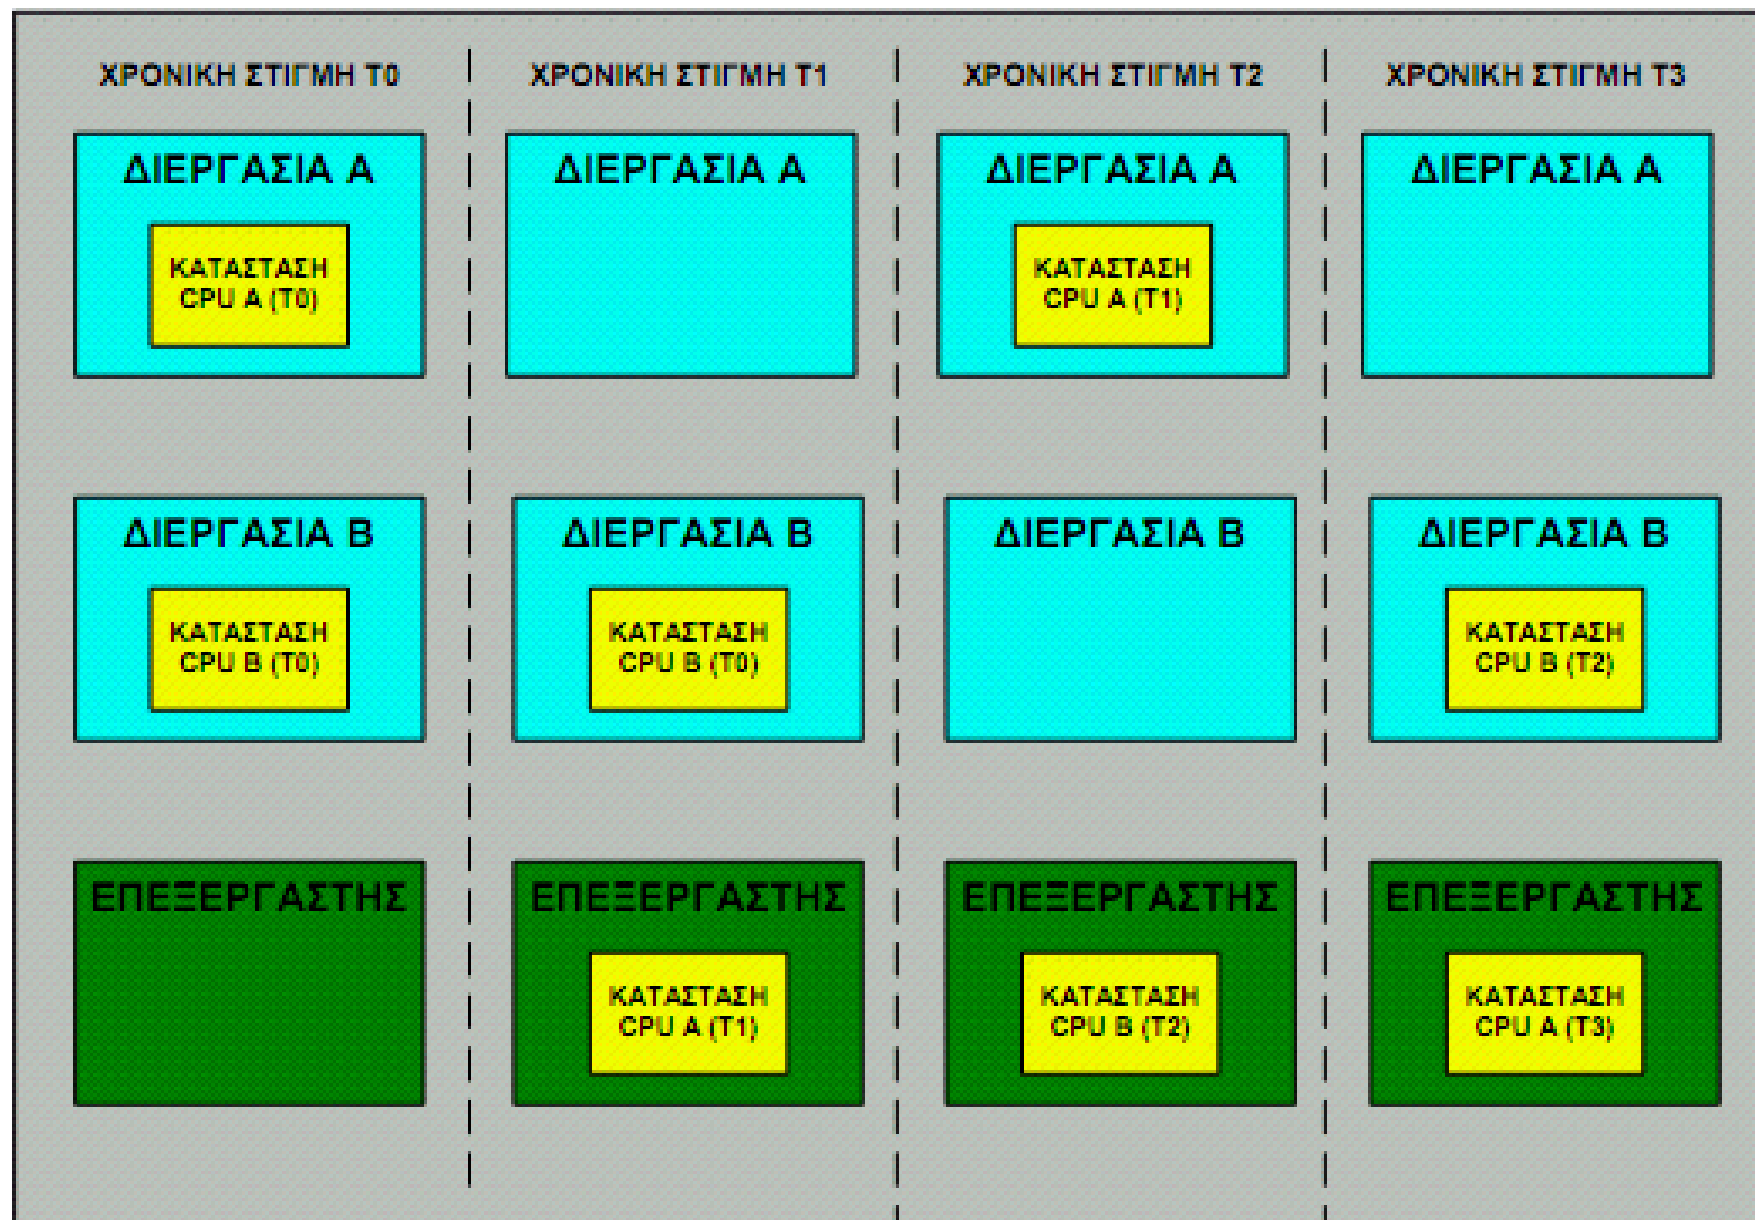 ΧΡΟΝΙΚΗ ΣΤΙΓΜΗ Τ0
ΧΡΟΝΙΚΗ ΣΤΙΓΜΗ Τ1
ΧΡΟΝΙΚΗ ΣΤΙΓΜΗ Τ2
ΧΡΟΝΙΚΗ ΣΤΙΓΜΗ Τ3
ΔΙΕΡΓΑΣΙΑ Α
ΚΑΤΑΣΤΑΣΗ
CPU A (T0)
ΔΙΕΡΓΑΣΙΑ Α
ΔΙΕΡΓΑΣΙΑ Α
ΚΑΤΑΣΤΑΣΗ
CPU A (T1)
ΔΙΕΡΓΑΣΙΑ Α
ΔΙΕΡΓΑΣΙΑ Β
ΚΑΤΑΣΤΑΣΗ
CPU B (T0)
ΔΙΕΡΓΑΣΙΑ Β
ΚΑΤΑΣΤΑΣΗ
CPU B (T0)
ΔΙΕΡΓΑΣΙΑ Β
ΔΙΕΡΓΑΣΙΑ Β
ΚΑΤΑΣΤΑΣΗ
CPU B (T2)
ΕΠΕΞΕΡΓΑΣΤΗΣ
ΕΠΕΞΕΡΓΑΣΤΗΣ
ΚΑΤΑΣΤΑΣΗ
CPU A (T1)
ΕΠΕΞΕΡΓΑΣΤΗΣ
ΚΑΤΑΣΤΑΣΗ
CPU B (T2)
ΕΠΕΞΕΡΓΑΣΤΗΣ
ΚΑΤΑΣΤΑΣΗ
CPU A (T3)